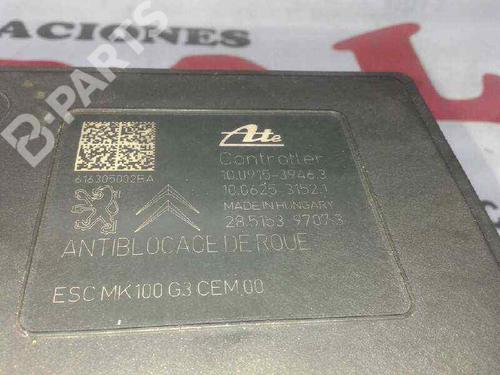 ACIONES
B-PARTS
Ate
616305002BA
Controller
10.0915-3946.3
10.0625-3152.1
MADE IN HUNGARY
28.5153-9707-3
ANTIBLOCAGE DE ROUE
ESC MK100 G3 CEM,00